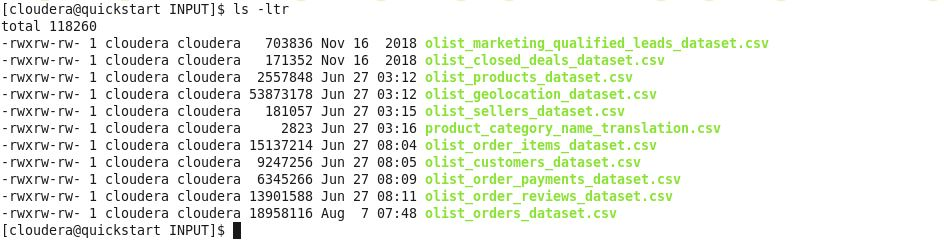 [cloudera@quickstart INPUT]$ ls -ltr
total 118260
-rwxrw-rw- 1 cloudera cloudera   703836 Nov 16  2018 olist_marketing_qualified_leads_dataset.csv
-rwxrw-rw- 1 cloudera cloudera   171352 Nov 16  2018 olist_closed_deals_dataset.csv
-rwxrw-rw- 1 cloudera cloudera  2557848 Jun 27 03:12 olist_products_dataset.csv
-rwxrw-rw- 1 cloudera cloudera 53873178 Jun 27 03:12 olist_geolocation_dataset.csv
-rwxrw-rw- 1 cloudera cloudera   181057 Jun 27 03:15 olist_sellers_dataset.csv
-rwxrw-rw- 1 cloudera cloudera     2823 Jun 27 03:16 product_category_name_translation.csv
-rwxrw-rw- 1 cloudera cloudera 15137214 Jun 27 08:04 olist_order_items_dataset.csv
-rwxrw-rw- 1 cloudera cloudera  9247256 Jun 27 08:05 olist_customers_dataset.csv
-rwxrw-rw- 1 cloudera cloudera  6345266 Jun 27 08:09 olist_order_payments_dataset.csv
-rwxrw-rw- 1 cloudera cloudera 13901588 Jun 27 08:11 olist_order_reviews_dataset.csv
-rwxrw-rw- 1 cloudera cloudera 18958116 Aug  7 07:48 olist_orders_dataset.csv
[cloudera@quickstart INPUT]$